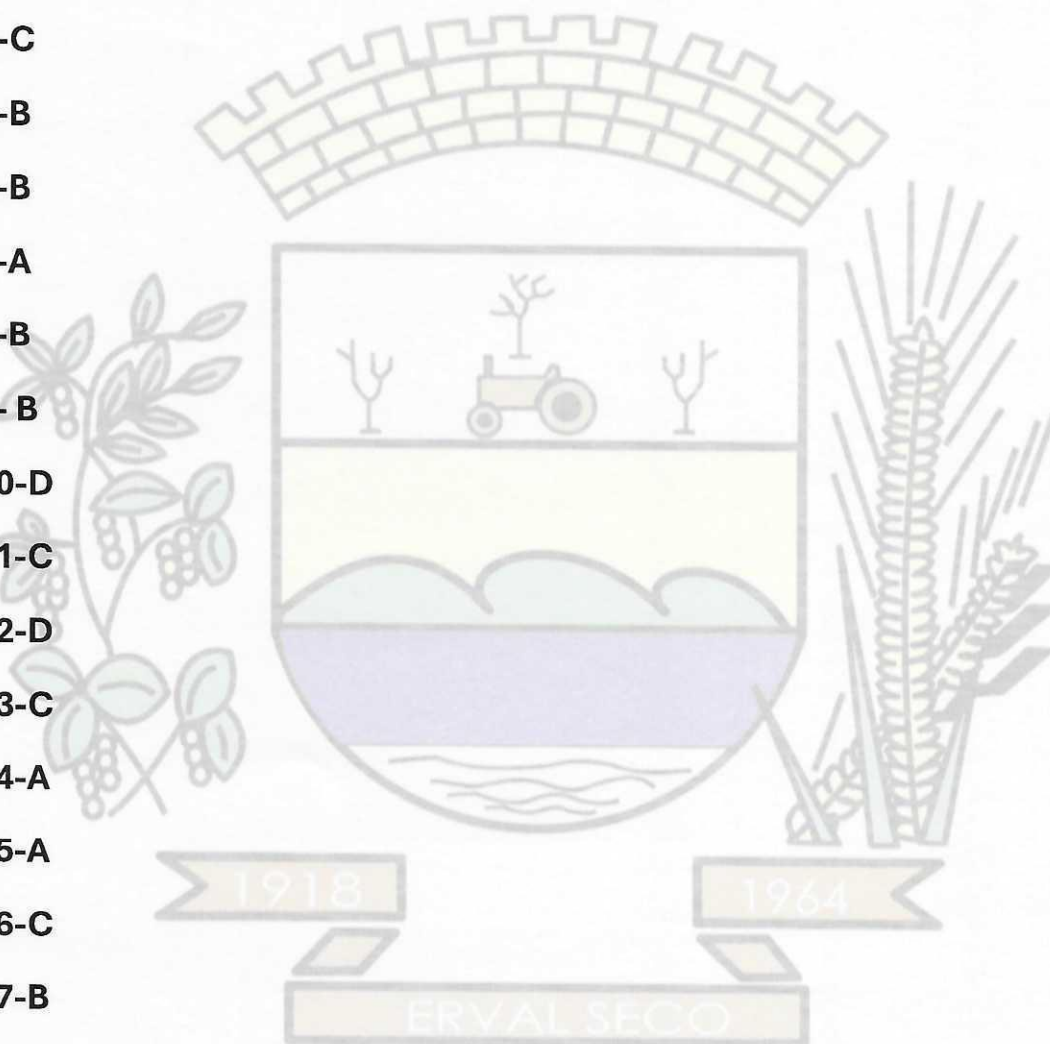 -C
-B
-B
-A
-B
- B
0-D
1-C
2-D
3-C
4-A
5-A
6-C
7-B
1918
1964
ERVAL SECO